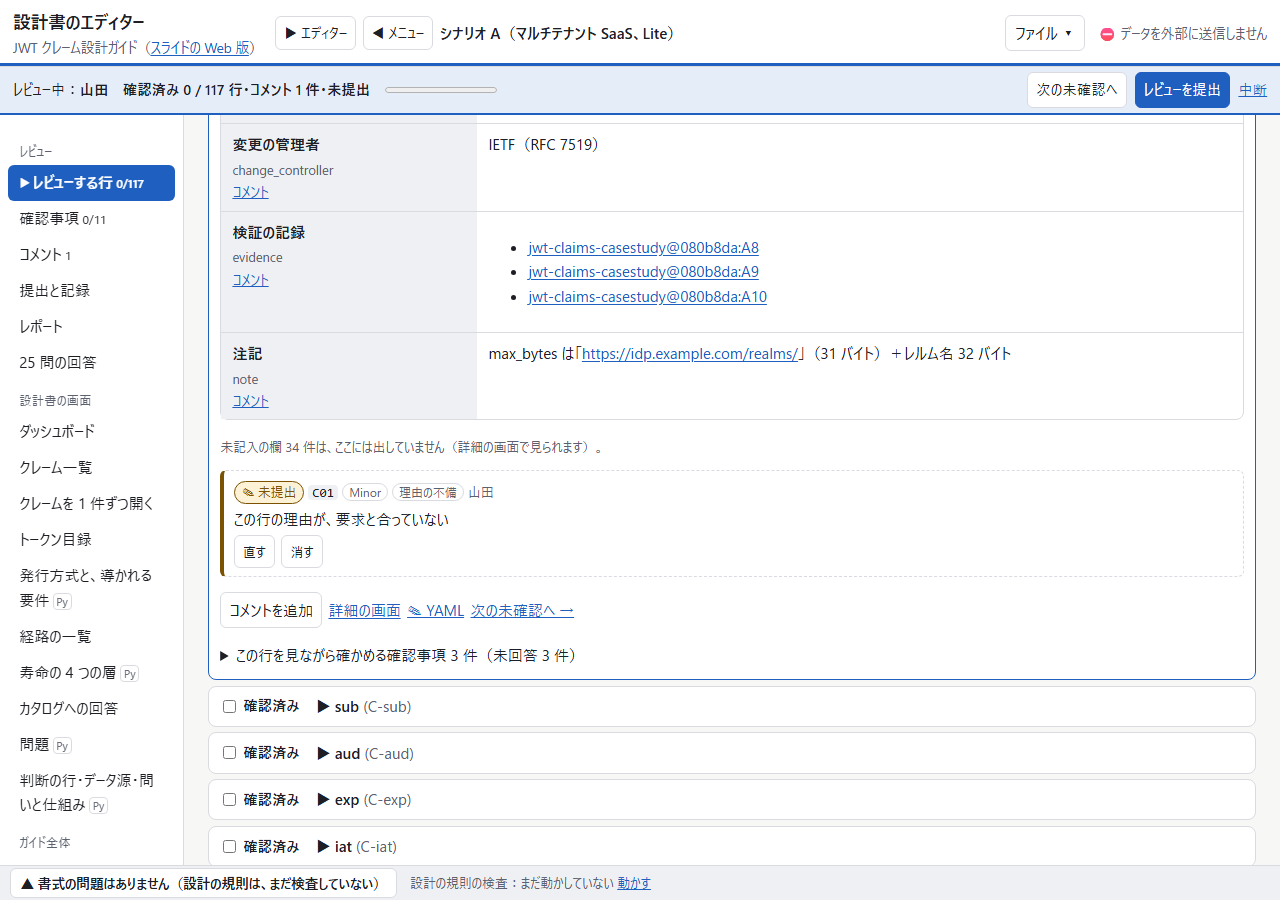 設計書のエディター
JWT クレーム設計ガイド（スライドの Web 版）
▶ エディター
◀ メニュー
シナリオ A（マルチテナント SaaS、Lite）
ファイル ▼
データを外部に送信しません
レビュー中：山田 確認済み 0 / 117 行・コメント 1 件・未提出
次の未確認へ
レビューを提出
中断
レビュー
▶ レビューする行 0/117
確認事項 0/11
コメント 1
提出と記録
レポート
25 問の回答
設計書の画面
ダッシュボード
クレーム一覧
クレームを 1 件ずつ開く
トークン目録
発行方式と、導かれる
要件 Py
経路の一覧
寿命の 4 つの層 Py
カタログへの回答
問題 Py
判断の行・データ源・問
いと仕組み Py
ガイド全体
変更の管理者
change_controller
コメント
IETF（RFC 7519）
検証の記録
evidence
コメント
• jwt-claims-casestudy@080b8da:A8
• jwt-claims-casestudy@080b8da:A9
• jwt-claims-casestudy@080b8da:A10
注記
note
コメント
max_bytes は「https://idp.example.com/realms/」（31 バイト）＋レルム名 32 バイト
未記入の欄 34 件は、ここには出していません（詳細の画面で見られます）。
✎ 未提出 C01 Minor 理由の不備 山田
この行の理由が、要求と合っていない
直す
消す
コメントを追加 詳細の画面 ✎ YAML 次の未確認へ →
▶ この行を見ながら確かめる確認事項 3 件（未回答 3 件）
確認済み ▶ sub (C-sub)
確認済み ▶ aud (C-aud)
確認済み ▶ exp (C-exp)
確認済み ▶ iat (C-iat)
▲ 書式の問題はありません（設計の規則は、まだ検査していない）
設計の規則の検査：まだ動かしていない 動かす